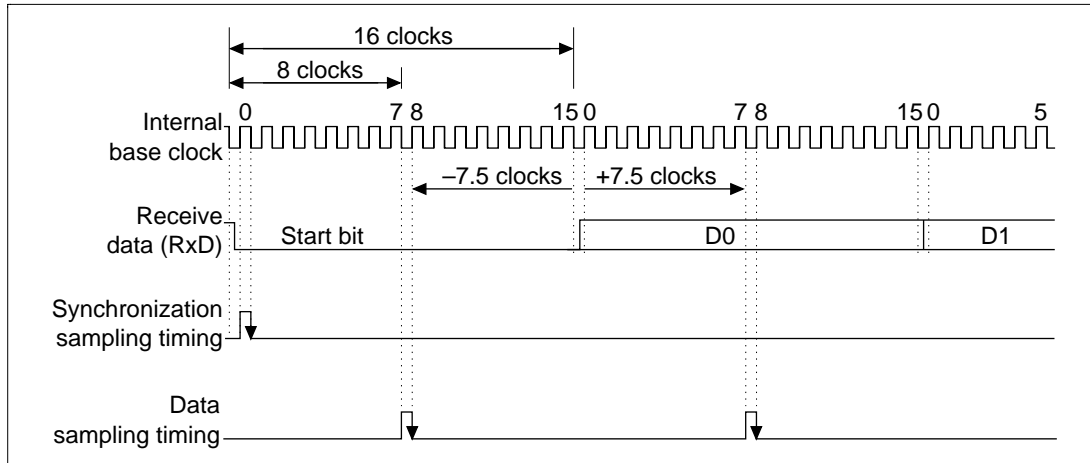 16 clocks
8 clocks
0 7 8 15 0 7 8 15 0 5
Internal
base clock
–7.5 clocks +7.5 clocks
Receive
data (RxD)
Start bit D0 D1
Synchronization
sampling timing
Data
sampling timing